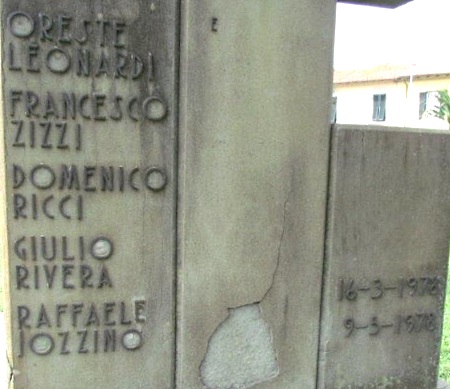 ORESTE
LEONARDI
FRANCESCO
ZIZZI
DOMENICO
RICCI
GIULIO
RIVERA
RAFFAELE
JOZZINO
E
16-3-1978
9-5-1978